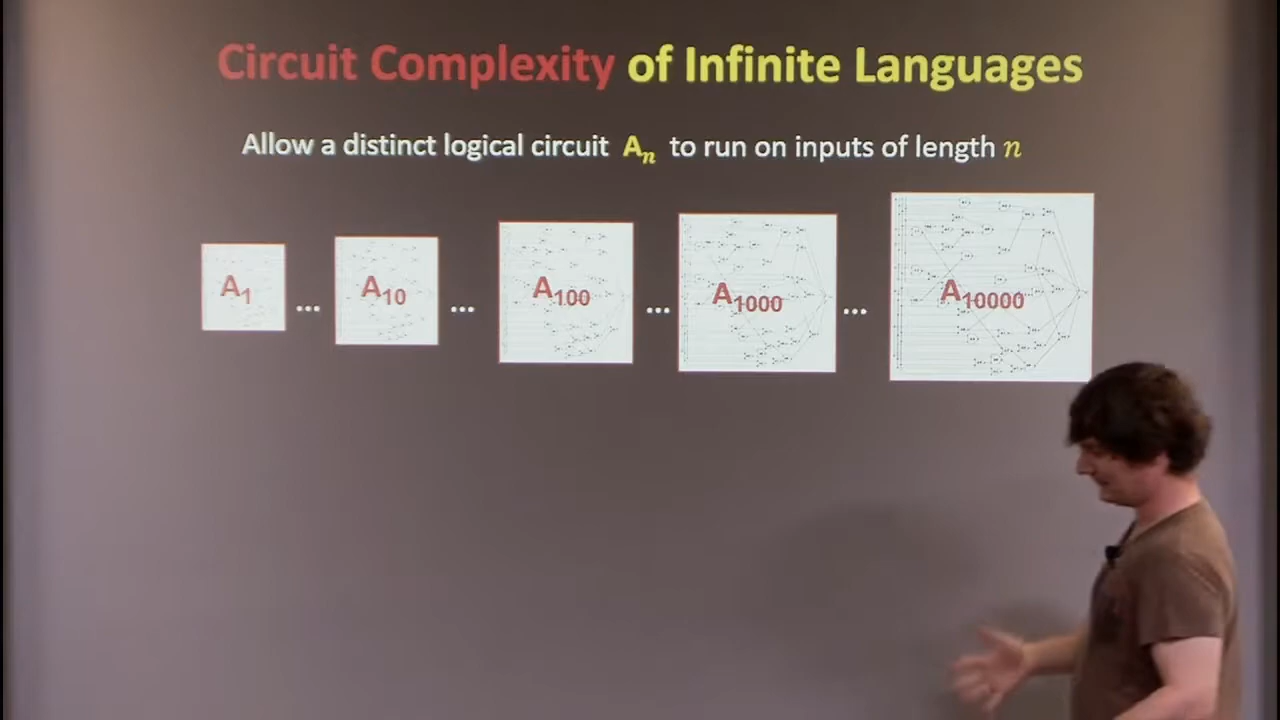 Circuit Complexity of Infinite Languages
Allow a distinct logical circuit Aₙ to run on inputs of length n
A₁ ... A₁₀ ... A₁₀₀ ... A₁₀₀₀ ... A₁₀₀₀₀